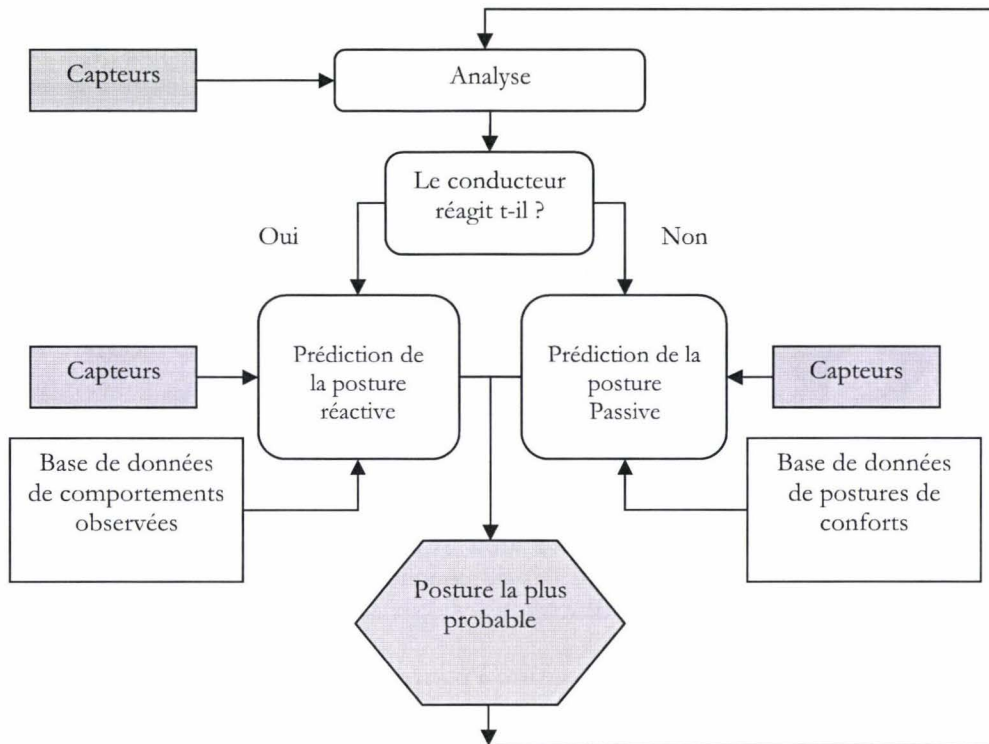 Capteurs
Analyse
Le conducteur
réagit t-il ?
Oui
Non
Capteurs
Prédiction de
la posture
réactive
Prédiction de la
posture
Passive
Capteurs
Base de données
de comportements
observées
Base de données
de postures de
conforts
Posture la plus
probable